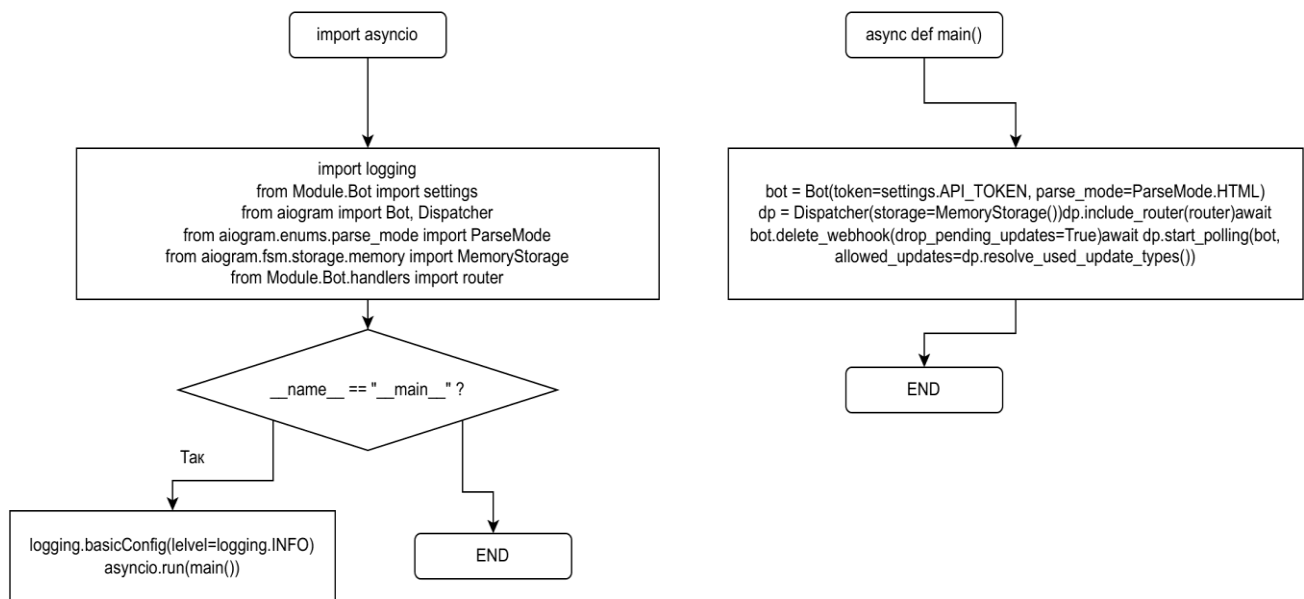 import asyncio
import logging
from Module.Bot import settings
from aiogram import Bot, Dispatcher
from aiogram.enums.parse_mode import ParseMode
from aiogram.fsm.storage.memory import MemoryStorage
from Module.Bot.handlers import router
__name__ == "__main__" ?
Так
logging.basicConfig(lelvel=logging.INFO)
asyncio.run(main())
END
async def main()
bot = Bot(token=settings.API_TOKEN, parse_mode=ParseMode.HTML)
dp = Dispatcher(storage=MemoryStorage())dp.include_router(router)await
bot.delete_webhook(drop_pending_updates=True)await dp.start_polling(bot,
allowed_updates=dp.resolve_used_update_types())
END